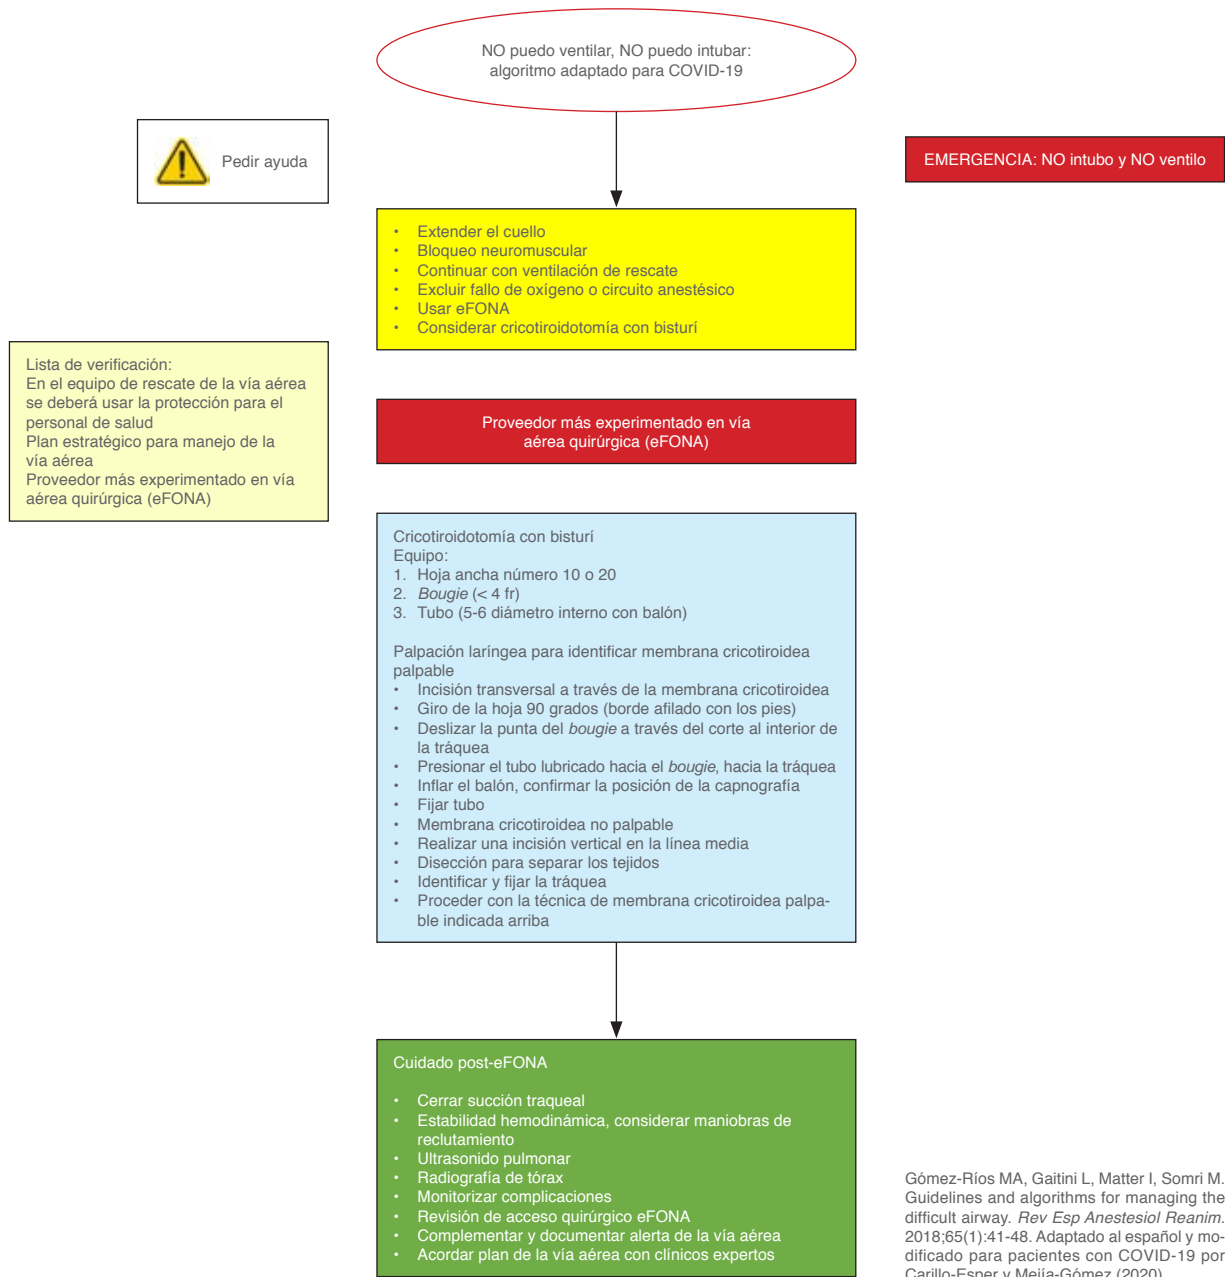 NO puedo ventilar, NO puedo intubar:
algoritmo adaptado para COVID-19
Pedir ayuda
EMERGENCIA: NO intubo y NO ventilo
• Extender el cuello
• Bloqueo neuromuscular
• Continuar con ventilación de rescate
• Excluir fallo de oxígeno o circuito anestésico
• Usar eFONA
• Considerar cricotiroidotomía con bisturí
Lista de verificación:
En el equipo de rescate de la vía aérea
se deberá usar la protección para el
personal de salud
Plan estratégico para manejo de la
vía aérea
Proveedor más experimentado en vía
aérea quirúrgica (eFONA)
Proveedor más experimentado en vía
aérea quirúrgica (eFONA)
Cricotiroidotomía con bisturí
Equipo:
1. Hoja ancha número 10 o 20
2. Bougie (< 4 fr)
3. Tubo (5-6 diámetro interno con balón)
Palpación laríngea para identificar membrana cricotiroidea
palpable
• Incisión transversal a través de la membrana cricotiroidea
• Giro de la hoja 90 grados (borde afilado con los pies)
• Deslizar la punta del bougie a través del corte al interior de
la tráquea
• Presionar el tubo lubricado hacia el bougie, hacia la tráquea
• Inflar el balón, confirmar la posición de la capnografía
• Fijar tubo
• Membrana cricotiroidea no palpable
• Realizar una incisión vertical en la línea media
• Disección para separar los tejidos
• Identificar y fijar la tráquea
• Proceder con la técnica de membrana cricotiroidea palpa-
ble indicada arriba
Cuidado post-eFONA
• Cerrar succión traqueal
• Estabilidad hemodinámica, considerar maniobras de
reclutamiento
• Ultrasonido pulmonar
• Radiografía de tórax
• Monitorizar complicaciones
• Revisión de acceso quirúrgico eFONA
• Complementar y documentar alerta de la vía aérea
• Acordar plan de la vía aérea con clínicos expertos
Gómez-Ríos MA, Gaitini L, Matter I, Somri M.
Guidelines and algorithms for managing the
difficult airway. Rev Esp Anestesiol Reanim.
2018;65(1):41-48. Adaptado al español y mo-
dificado para pacientes con COVID-19 por
Carillo-Esper y Mejía-Gómez (2020).